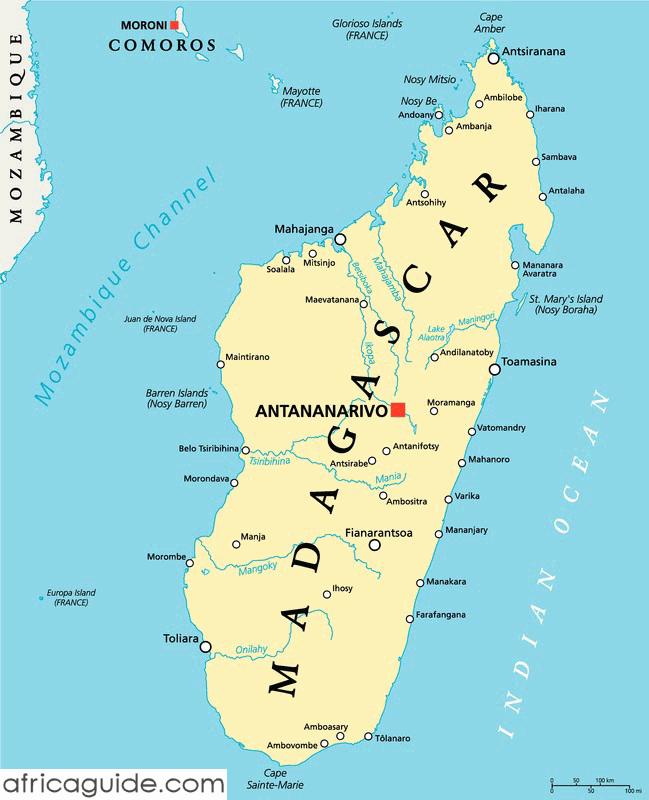 MORONI
COMOROS
Glorioso Islands
(FRANCE)
Cape
Amber
Antsiranana
MOZAMBIQUE
Mayotte
(FRANCE)
Nosy Mitsio
Nosy Be
Andoany
Ambilobe
Iharana
Ambanja
Sambava
Antsohihy
Antalaha
Mozambique Channel
Mahajanga
Soalala
Mitsinjo
Betsiboka
Mahajamba
Mananara
Avaratra
Maevatanana
St. Mary's Island
(Nosy Boraha)
Juan de Nova Island
(FRANCE)
Ikopa
Lake
Alaotra
Maningori
Maintirano
Andilanatoby
Toamasina
Barren Islands
(Nosy Barren)
ANTANANARIVO
Moramanga
Vatomandry
Belo Tsiribihina
Tsiribihina
Antanifotsy
Antsirabe
Mahanoro
Morondava
Mania
Ambositra
Varika
MADAGASCAR
INDIAN OCEAN
Manja
Fianarantsoa
Mananjary
Morombe
Mangoky
Europa Island
(FRANCE)
Ihosy
Manakara
Farafangana
Toliara
Onilahy
Amboasary
Ambovombe
Tôlanaro
Cape
Sainte-Marie
africaguide.com
0 50 100 km
0 50 100 mi